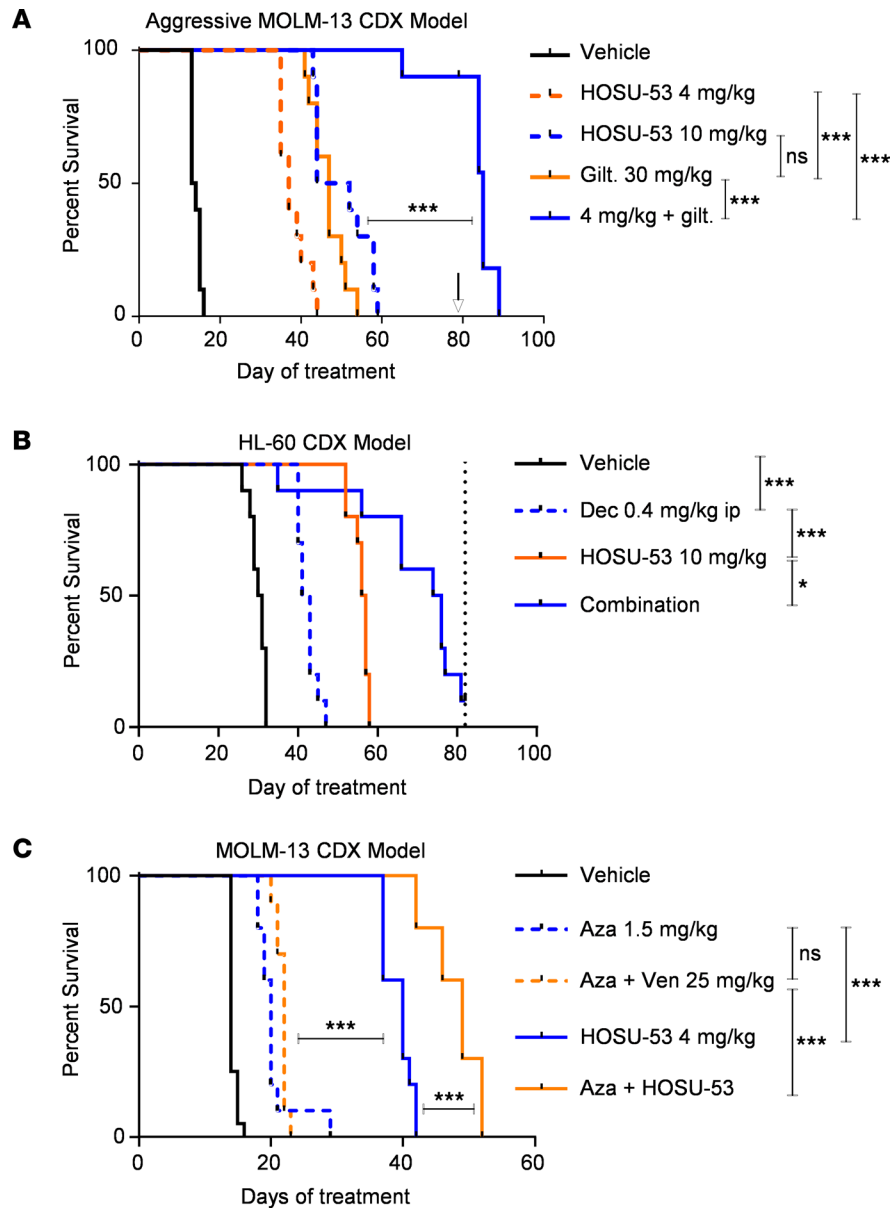 A
Aggressive MOLM-13 CDX Model
Percent Survival
100
50
0
0 20 40 60 80 100
Day of treatment
***
Vehicle
HOSU-53 4 mg/kg
HOSU-53 10 mg/kg
Gilt. 30 mg/kg
4 mg/kg + gilt.
ns
***
***
***
B
HL-60 CDX Model
Percent Survival
100
50
0
0 20 40 60 80 100
Day of treatment
Vehicle
Dec 0.4 mg/kg ip
HOSU-53 10 mg/kg
Combination
***
***
*
C
MOLM-13 CDX Model
Percent Survival
100
50
0
0 20 40 60
Days of treatment
***
***
Vehicle
Aza 1.5 mg/kg
Aza + Ven 25 mg/kg
HOSU-53 4 mg/kg
Aza + HOSU-53
ns
***
***